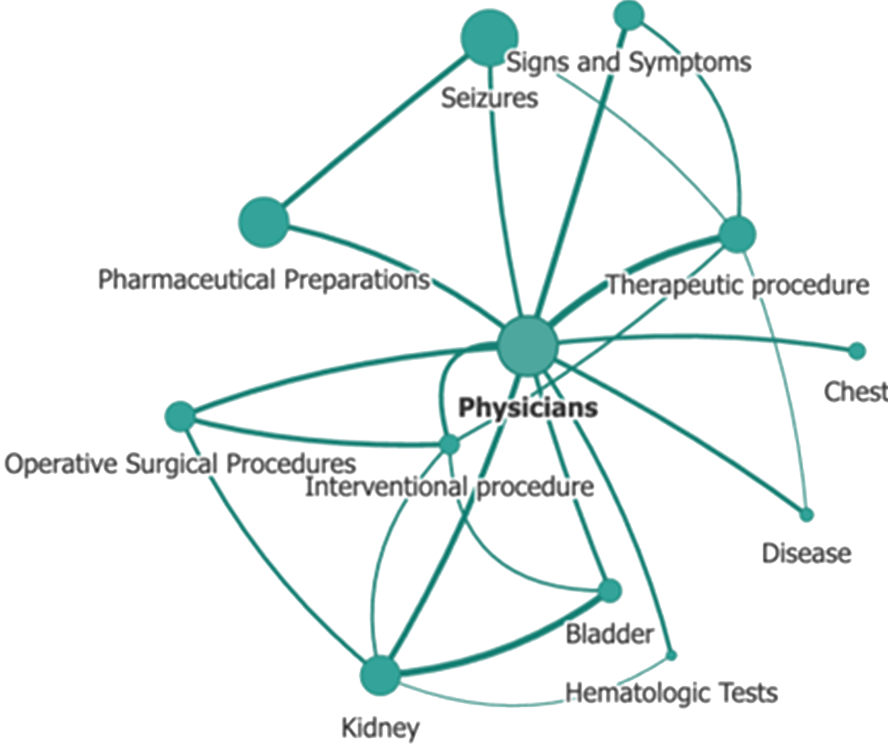 Signs and Symptoms
Seizures
Pharmaceutical Preparations
Therapeutic procedure
Chest
Physicians
Operative Surgical Procedures
Interventional procedure
Disease
Bladder
Hematologic Tests
Kidney